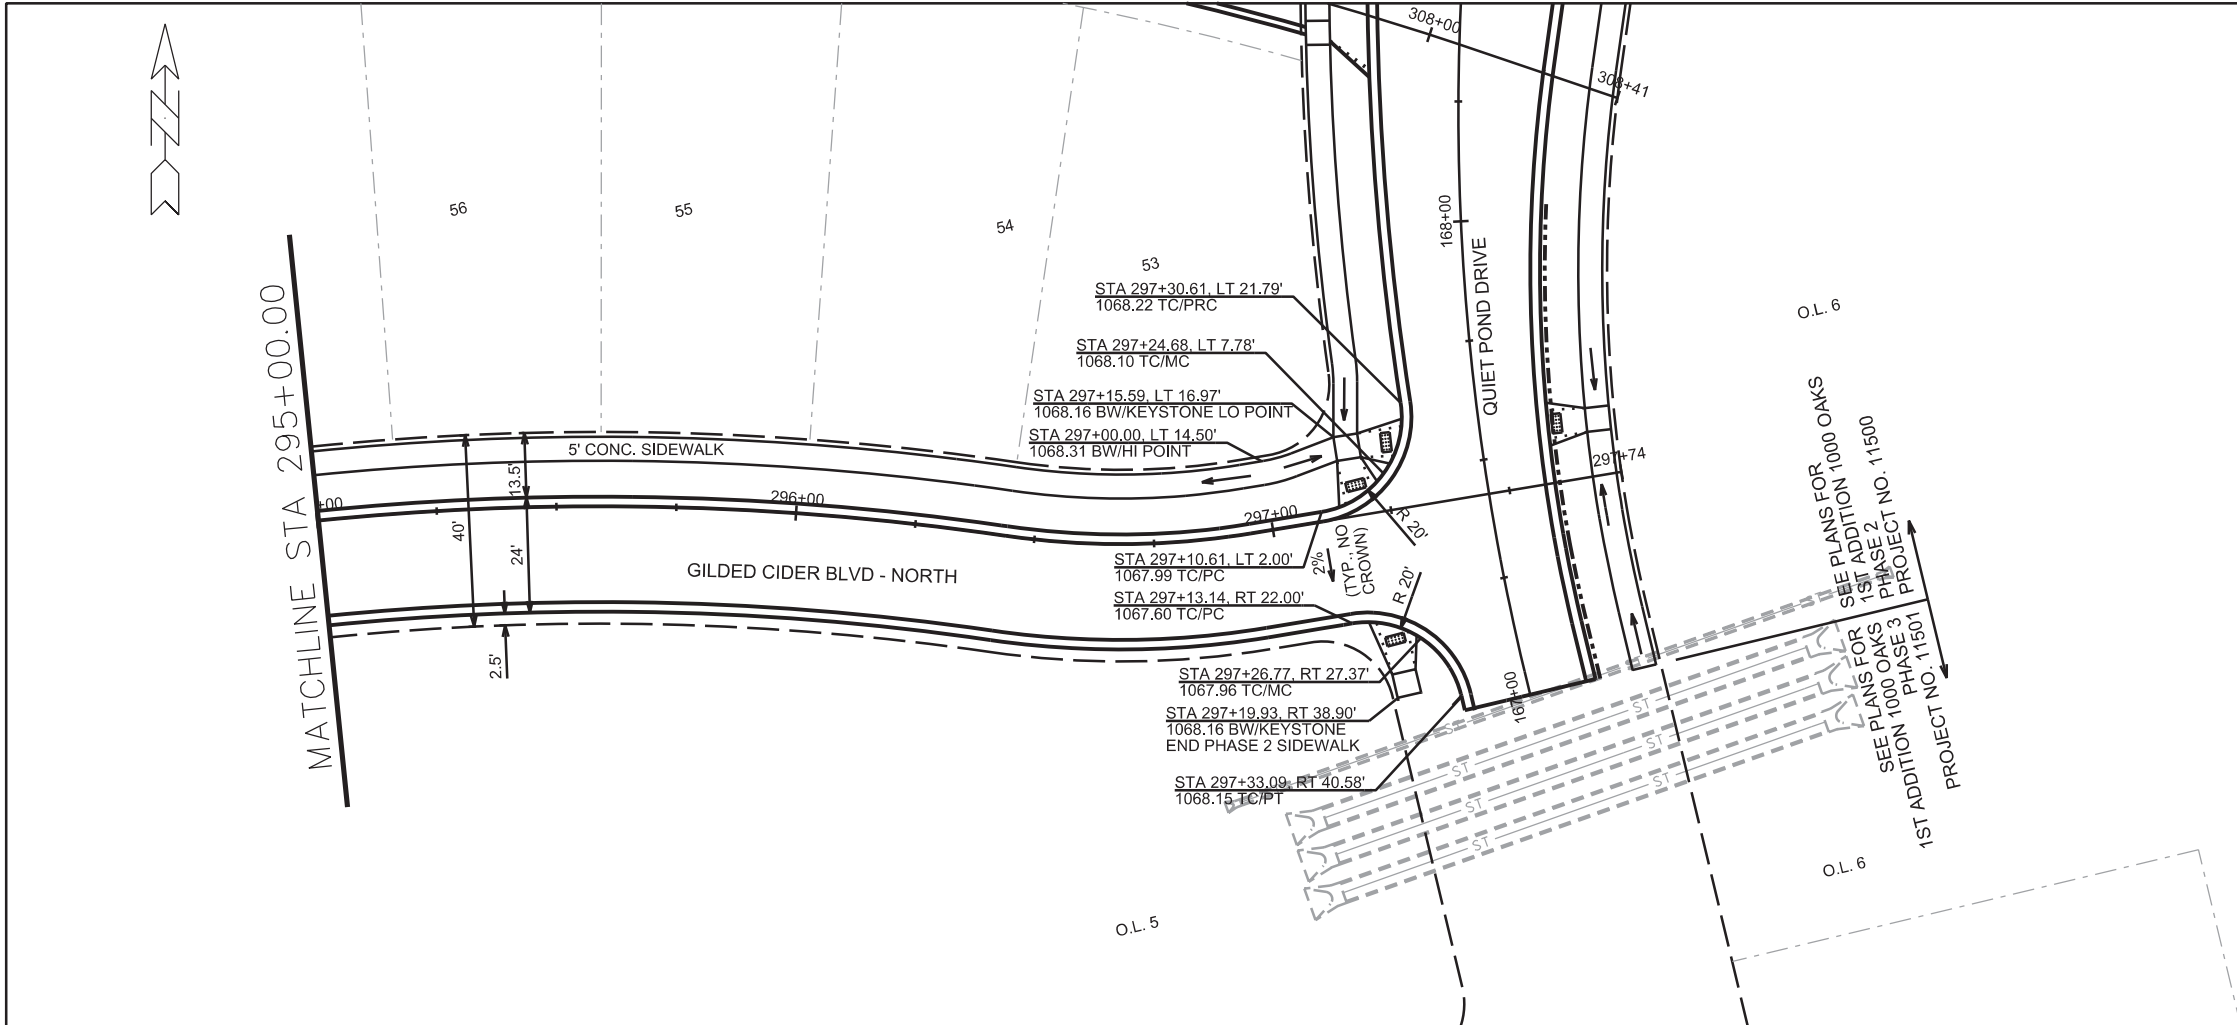 308+00
308+41
N
56
55
54
53
168+00
QUIET POND DRIVE
O.L. 6
STA 297+30.61, LT 21.79'
1068.22 TC/PRC
STA 297+24.68, LT 7.78'
1068.10 TC/MC
STA 297+15.59, LT 16.97'
1068.16 BW/KEYSTONE LO POINT
STA 297+00.00, LT 14.50'
1068.31 BW/HI POINT
MATCHLINE STA 295+00.00
5' CONC. SIDEWALK
13.5'
40'
24'
2.5'
+00
296+00
297+00
297+74
R 20'
2%
(TYP., NO
CROWN)
R 20'
GILDED CIDER BLVD - NORTH
STA 297+10.61, LT 2.00'
1067.99 TC/PC
STA 297+13.14, RT 22.00'
1067.60 TC/PC
STA 297+26.77, RT 27.37'
1067.96 TC/MC
STA 297+19.93, RT 38.90'
1068.16 BW/KEYSTONE
END PHASE 2 SIDEWALK
STA 297+33.09, RT 40.58'
1068.15 TC/PT
167+00
SEE PLANS FOR
1ST ADDITION 1000 OAKS
PHASE 2
PROJECT NO. 11500
SEE PLANS FOR
1ST ADDITION 1000 OAKS
PHASE 3
PROJECT NO. 11501
ST
ST
ST
ST
ST
ST
ST
ST
O.L. 6
O.L. 5